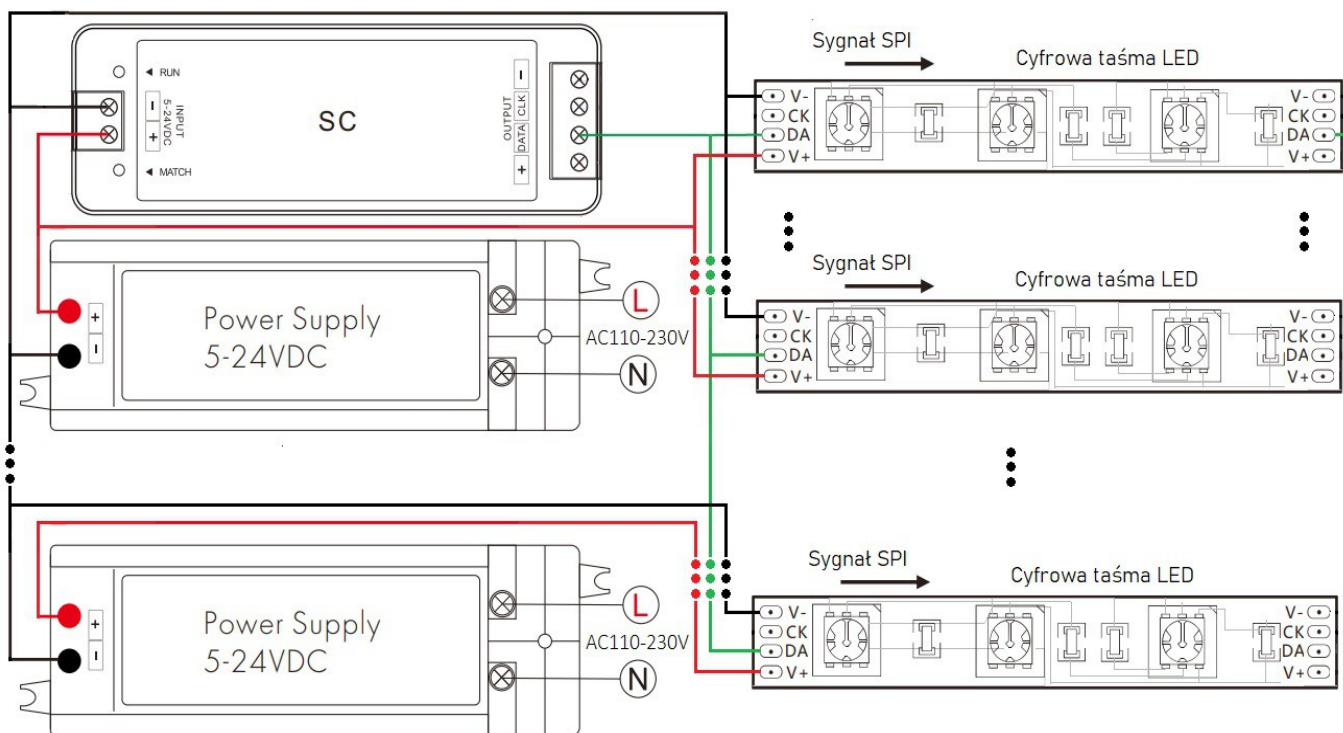 Sygnał SPI
Cyfrowa taśma LED
RUN
INPUT
5-24VDC
−
+
MATCH
SC
OUTPUT
−
CLK
DATA
+
V-
CK
DA
V+
V-
CK
DA
V+
Sygnał SPI
Cyfrowa taśma LED
Power Supply
5-24VDC
+
−
L
AC110-230V
N
V-
CK
DA
V+
V-
CK
DA
V+
Sygnał SPI
Cyfrowa taśma LED
Power Supply
5-24VDC
+
−
L
AC110-230V
N
V-
CK
DA
V+
V-
CK
DA
V+